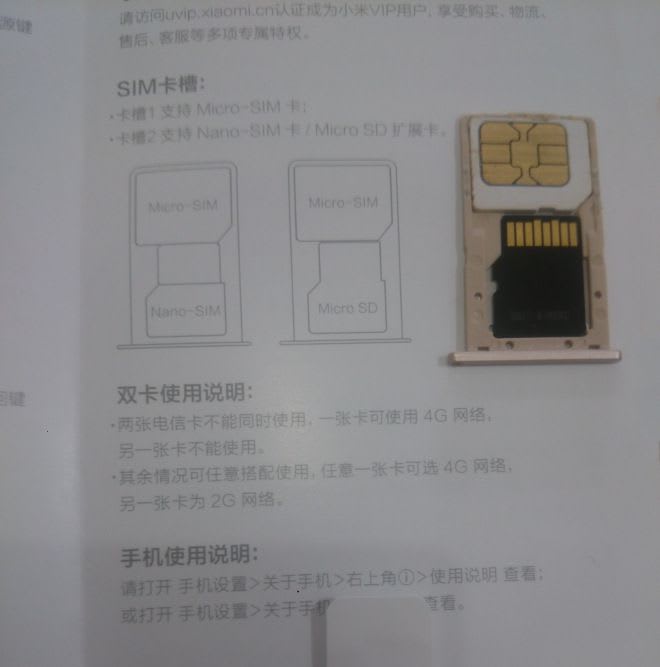 源键
请访问uvip.xiaomi.cn认证成为小米VIP用户, 享受购买、物流、
售后、客服等多项专属特权。
SIM卡槽:
·卡槽1支持 Micro-SIM 卡;
·卡槽2支持 Nano-SIM 卡 / Micro SD 扩展卡。
Micro-SIM
Nano-SIM
Micro-SIM
Micro SD
键
双卡使用说明:
·两张电信卡不能同时使用, 一张卡可使用 4G 网络,
另一张卡不能使用。
·其余情况可任意搭配使用, 任意一张卡可选 4G 网络,
另一张卡为 2G 网络。
手机使用说明:
请打开 手机设置>关于手机>右上角ⓘ>使用说明 查看;
或打开 手机设置>关于手机 查看。